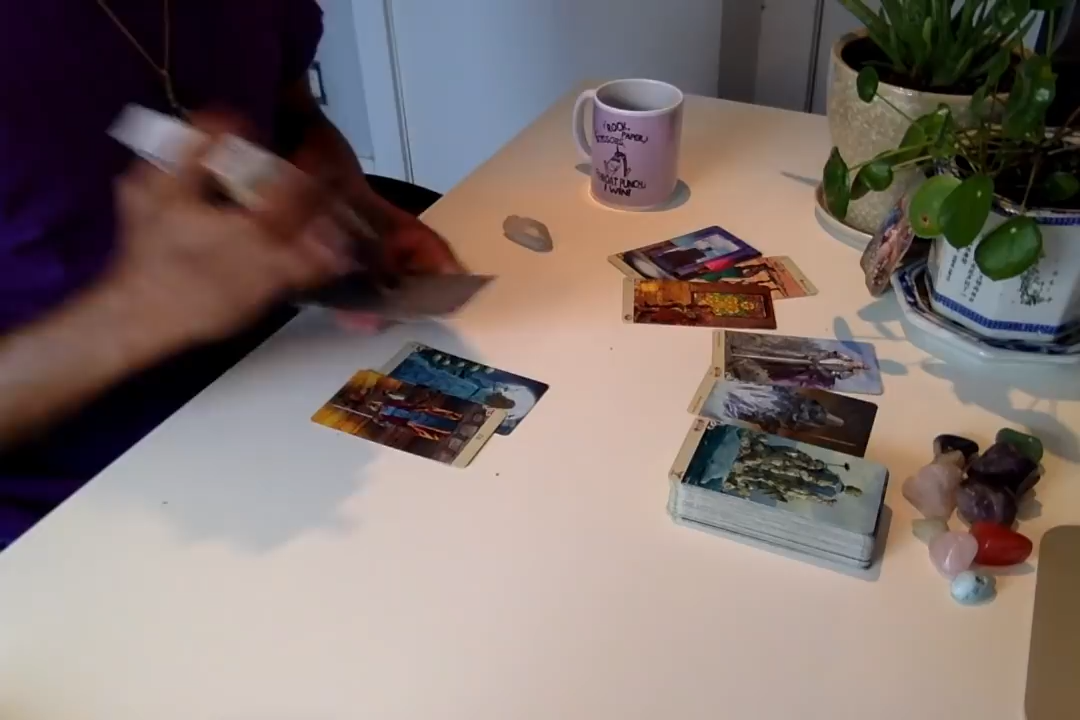 ROCK,
PAPER,
SCISSORS,
THROAT PUNCH,
I WIN!